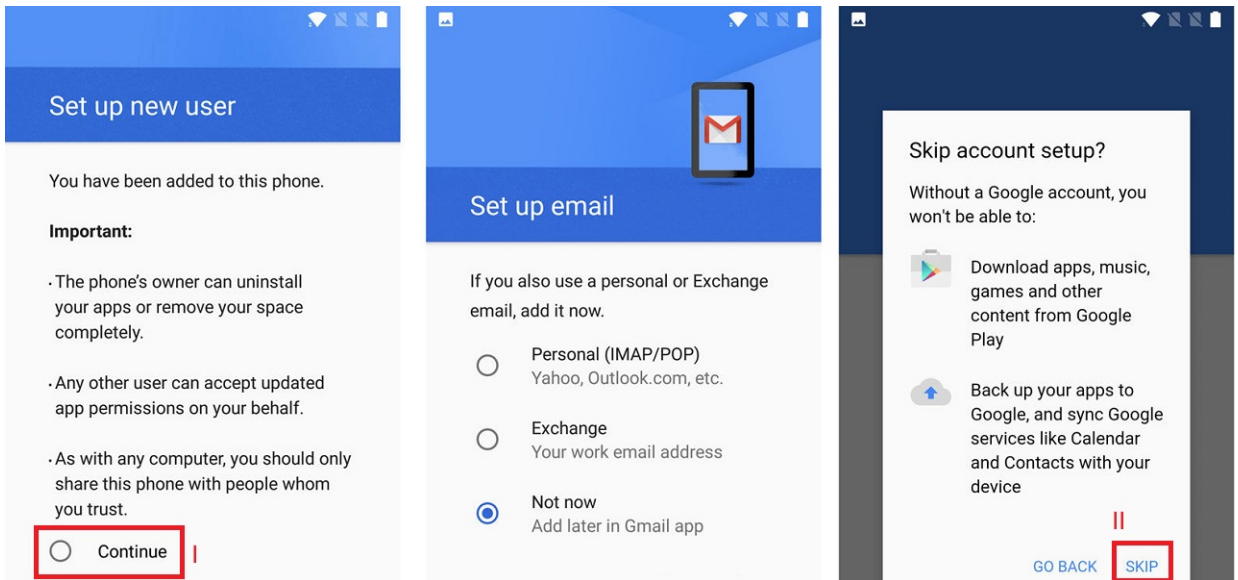 Set up new user
You have been added to this phone.
Important:
· The phone's owner can uninstall
your apps or remove your space
completely.
· Any other user can accept updated
app permissions on your behalf.
· As with any computer, you should only
share this phone with people whom
you trust.
Continue
I
Set up email
If you also use a personal or Exchange
email, add it now.
Personal (IMAP/POP)
Yahoo, Outlook.com, etc.
Exchange
Your work email address
Not now
Add later in Gmail app
Skip account setup?
Without a Google account, you
won't be able to:
Download apps, music,
games and other
content from Google
Play
Back up your apps to
Google, and sync Google
services like Calendar
and Contacts with your
device
II
GO BACK SKIP